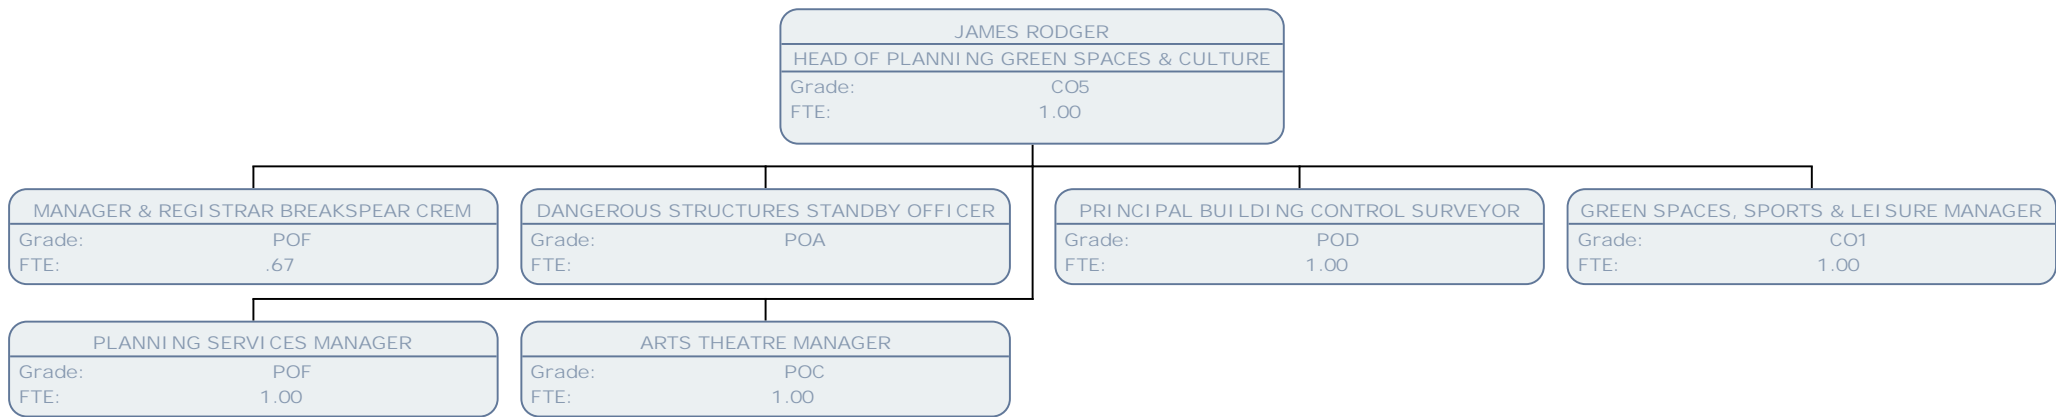 JAMES RODGER
HEAD OF PLANNING GREEN SPACES & CULTURE
Grade: CO5
FTE: 1.00
MANAGER & REGISTRAR BREAKSPEAR CREM
Grade: POF
FTE: .67
DANGEROUS STRUCTURES STANDBY OFFICER
Grade: POA
FTE:
PRINCIPAL BUILDING CONTROL SURVEYOR
Grade: POD
FTE: 1.00
GREEN SPACES, SPORTS & LEISURE MANAGER
Grade: CO1
FTE: 1.00
PLANNING SERVICES MANAGER
Grade: POF
FTE: 1.00
ARTS THEATRE MANAGER
Grade: POC
FTE: 1.00